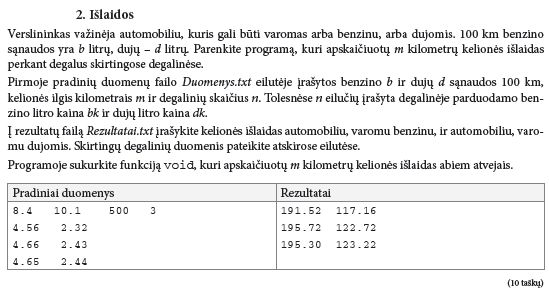 2. Išlaidos
Verslininkas važinėja automobiliu, kuris gali būti varomas arba benzinu, arba dujomis. 100 km benzino
sąnaudos yra b litrų, dujų – d litrų. Parenkite programą, kuri apskaičiuotų m kilometrų kelionės išlaidas
perkant degalus skirtingose degalinėse.
Pirmoje pradinių duomenų failo Duomenys.txt eilutėje įrašytos benzino b ir dujų d sąnaudos 100 km,
kelionės ilgis kilometrais m ir degalinių skaičius n. Tolesnėse n eilučių įrašyta degalinėje parduodamo ben-
zino litro kaina bk ir dujų litro kaina dk.
Į rezultatų failą Rezultatai.txt įrašykite kelionės išlaidas automobiliu, varomu benzinu, ir automobiliu, varo-
mu dujomis. Skirtingų degalinių duomenis pateikite atskirose eilutėse.
Programoje sukurkite funkciją void, kuri apskaičiuotų m kilometrų kelionės išlaidas abiem atvejais.
Pradiniai duomenys Rezultatai
8.4 10.1 500 3 191.52 117.16
4.56 2.32 195.72 122.72
4.66 2.43 195.30 123.22
4.65 2.44
(10 taškų)